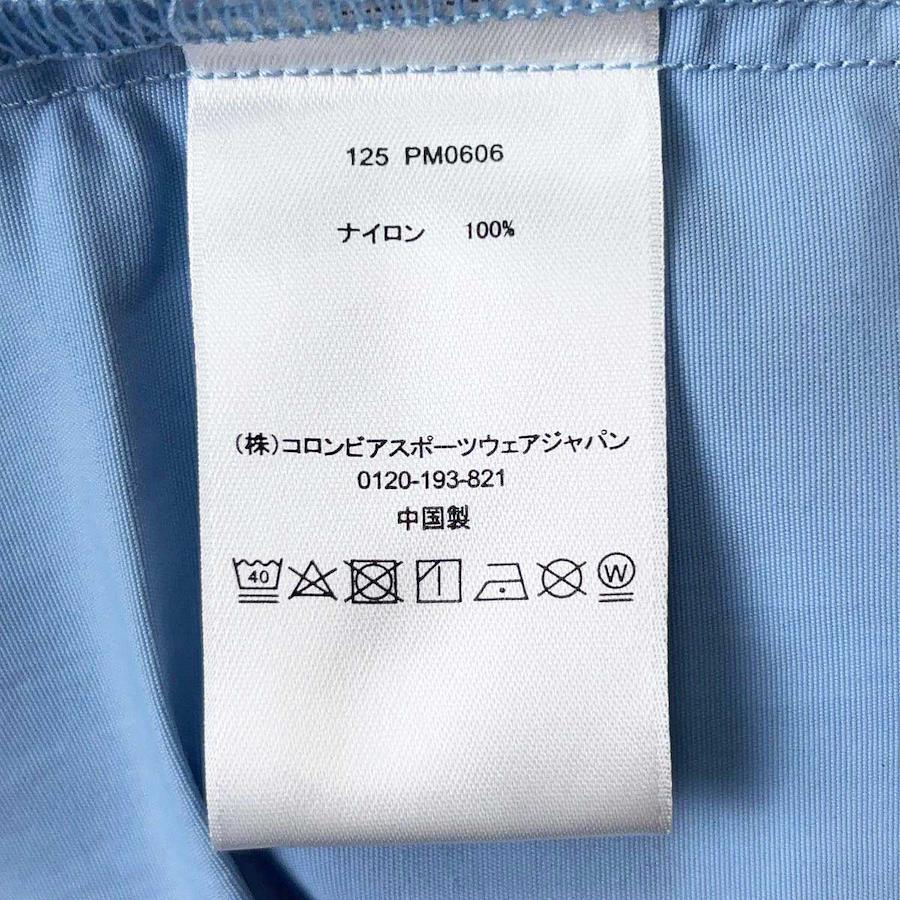 125 PM0606
ナイロン 100%
(株)コロンビアスポーツウェアジャパン
0120-193-821
中国製
40 W